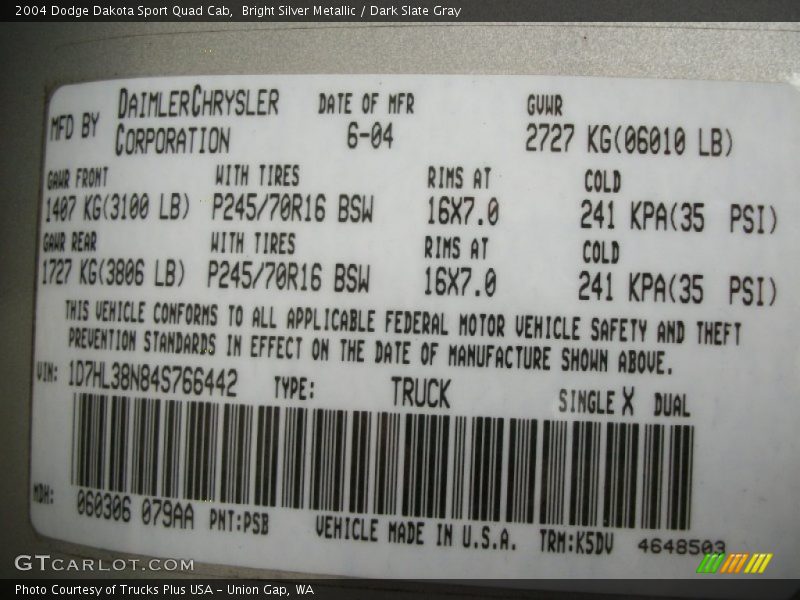 2004 Dodge Dakota Sport Quad Cab, Bright Silver Metallic / Dark Slate Gray
MFD BY DAIMLERCHRYSLER CORPORATION DATE OF MFR 6-04 GVWR 2727 KG(06010 LB)
GAWR FRONT WITH TIRES RIMS AT COLD
1407 KG(3100 LB) P245/70R16 BSW 16X7.0 241 KPA(35 PSI)
GAWR REAR WITH TIRES RIMS AT COLD
1727 KG(3806 LB) P245/70R16 BSW 16X7.0 241 KPA(35 PSI)
THIS VEHICLE CONFORMS TO ALL APPLICABLE FEDERAL MOTOR VEHICLE SAFETY AND THEFT
PREVENTION STANDARDS IN EFFECT ON THE DATE OF MANUFACTURE SHOWN ABOVE.
VIN: 1D7HL38N84S766442 TYPE: TRUCK SINGLE X DUAL
MDH: 060306 079AA PNT:PSB VEHICLE MADE IN U.S.A. TRM:K5DV 4648503
GTCARLOT.COM
Photo Courtesy of Trucks Plus USA - Union Gap, WA